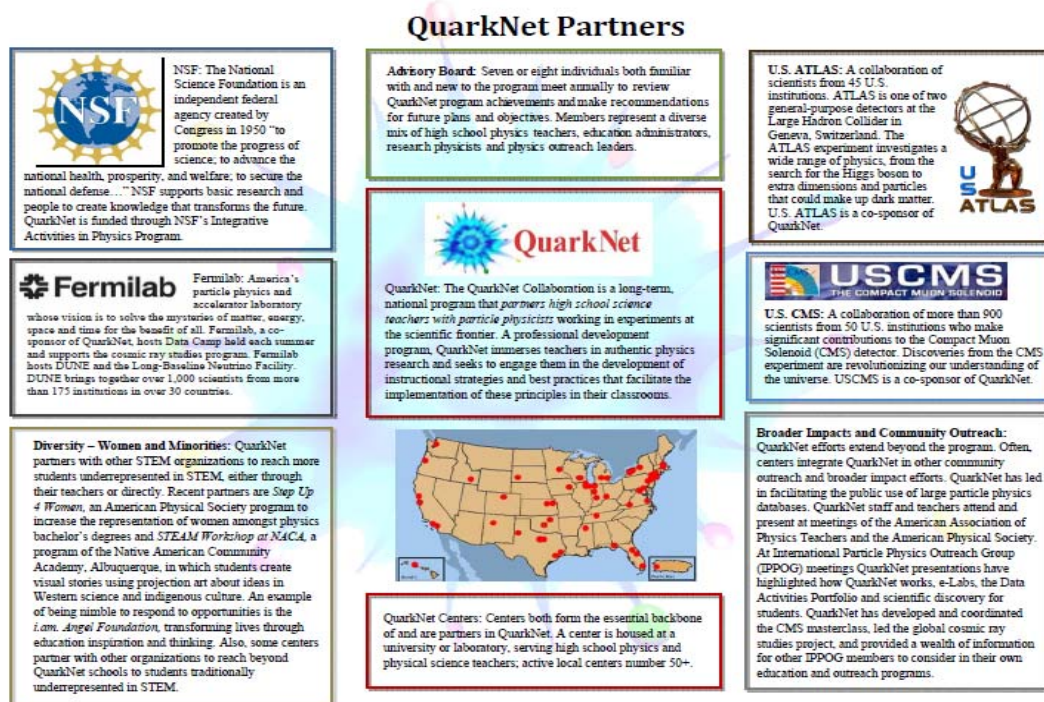 QuarkNet Partners
NSF
NSF: The National
Science Foundation is an
independent federal
agency created by
Congress in 1950 “to
promote the progress of
science; to advance the
national health, prosperity, and welfare; to secure the
national defense…” NSF supports basic research and
people to create knowledge that transforms the future.
QuarkNet is funded through NSF’s Integrative
Activities in Physics Program.
Fermilab
Fermilab: America’s
particle physics and
accelerator laboratory
whose vision is to solve the mysteries of matter, energy,
space and time for the benefit of all. Fermilab, a co-
sponsor of QuarkNet, hosts Data Camp held each summer
and supports the cosmic ray studies program. Fermilab
hosts DUNE and the Long-Baseline Neutrino Facility.
DUNE brings together over 1,000 scientists from more
than 175 institutions in over 30 countries.
Diversity – Women and Minorities: QuarkNet
partners with other STEM organizations to reach more
students underrepresented in STEM, either through
their teachers or directly. Recent partners are Step Up
4 Women, an American Physical Society program to
increase the representation of women amongst physics
bachelor’s degrees and STEAM Workshop at NACA, a
program of the Native American Community
Academy, Albuquerque, in which students create
visual stories using projection art about ideas in
Western science and indigenous culture. An example
of being nimble to respond to opportunities is the
i.am. Angel Foundation, transforming lives through
education inspiration and thinking. Also, some centers
partner with other organizations to reach beyond
QuarkNet schools to students traditionally
underrepresented in STEM.
Advisory Board: Seven or eight individuals both familiar
with and new to the program meet annually to review
QuarkNet program achievements and make recommendations
for future plans and objectives. Members represent a diverse
mix of high school physics teachers, education administrators,
research physicists and physics outreach leaders.
QuarkNet
QuarkNet: The QuarkNet Collaboration is a long-term,
national program that partners high school science
teachers with particle physicists working in experiments at
the scientific frontier. A professional development
program, QuarkNet immerses teachers in authentic physics
research and seeks to engage them in the development of
instructional strategies and best practices that facilitate the
implementation of these principles in their classrooms.
QuarkNet Centers: Centers both form the essential backbone
of and are partners in QuarkNet. A center is housed at a
university or laboratory, serving high school physics and
physical science teachers; active local centers number 50+.
U.S. ATLAS: A collaboration of
scientists from 45 U.S.
institutions. ATLAS is one of two
general-purpose detectors at the
Large Hadron Collider in
Geneva, Switzerland. The
ATLAS experiment investigates a
wide range of physics, from the
search for the Higgs boson to
extra dimensions and particles
that could make up dark matter.
U.S. ATLAS is a co-sponsor of
QuarkNet.
US
ATLAS
USCMS
THE COMPACT MUON SOLENOID
U.S. CMS: A collaboration of more than 900
scientists from 50 U.S. institutions who make
significant contributions to the Compact Muon
Solenoid (CMS) detector. Discoveries from the CMS
experiment are revolutionizing our understanding of
the universe. USCMS is a co-sponsor of QuarkNet.
Broader Impacts and Community Outreach:
QuarkNet efforts extend beyond the program. Often,
centers integrate QuarkNet in other community
outreach and broader impact efforts. QuarkNet has led
in facilitating the public use of large particle physics
databases. QuarkNet staff and teachers attend and
present at meetings of the American Association of
Physics Teachers and the American Physical Society.
At International Particle Physics Outreach Group
(IPPOG) meetings QuarkNet presentations have
highlighted how QuarkNet works, e-Labs, the Data
Activities Portfolio and scientific discovery for
students. QuarkNet has developed and coordinated
the CMS masterclass, led the global cosmic ray
studies project, and provided a wealth of information
for other IPPOG members to consider in their own
education and outreach programs.